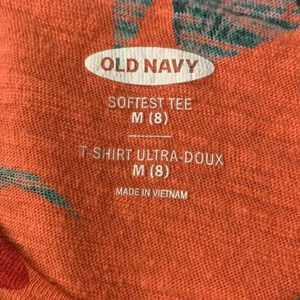 OLD NAVY
SOFTEST TEE
M (8)
T-SHIRT ULTRA-DOUX
M (8)
MADE IN VIETNAM